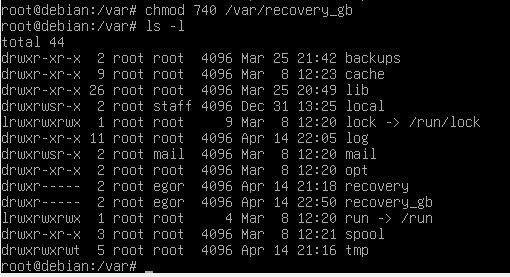 root@debian:/var# chmod 740 /var/recovery_gb
root@debian:/var# ls -l
total 44
drwxr-xr-x  2 root root  4096 Mar 25 21:42 backups
drwxr-xr-x  9 root root  4096 Mar  8 12:23 cache
drwxr-xr-x 26 root root  4096 Mar 25 20:49 lib
drwxrwsr-x  2 root staff 4096 Dec 31 13:25 local
lrwxrwxrwx  1 root root     9 Mar  8 12:20 lock -> /run/lock
drwxr-xr-x 11 root root  4096 Apr 14 22:05 log
drwxrwsr-x  2 root mail  4096 Mar  8 12:20 mail
drwxr-xr-x  2 root root  4096 Mar  8 12:20 opt
drwxr-----  2 root egor  4096 Apr 14 21:18 recovery
drwxr-----  2 root egor  4096 Apr 14 22:50 recovery_gb
lrwxrwxrwx  1 root root     4 Mar  8 12:20 run -> /run
drwxr-xr-x  3 root root  4096 Mar  8 12:21 spool
drwxrwxrwt  5 root root  4096 Apr 14 21:16 tmp
root@debian:/var# _